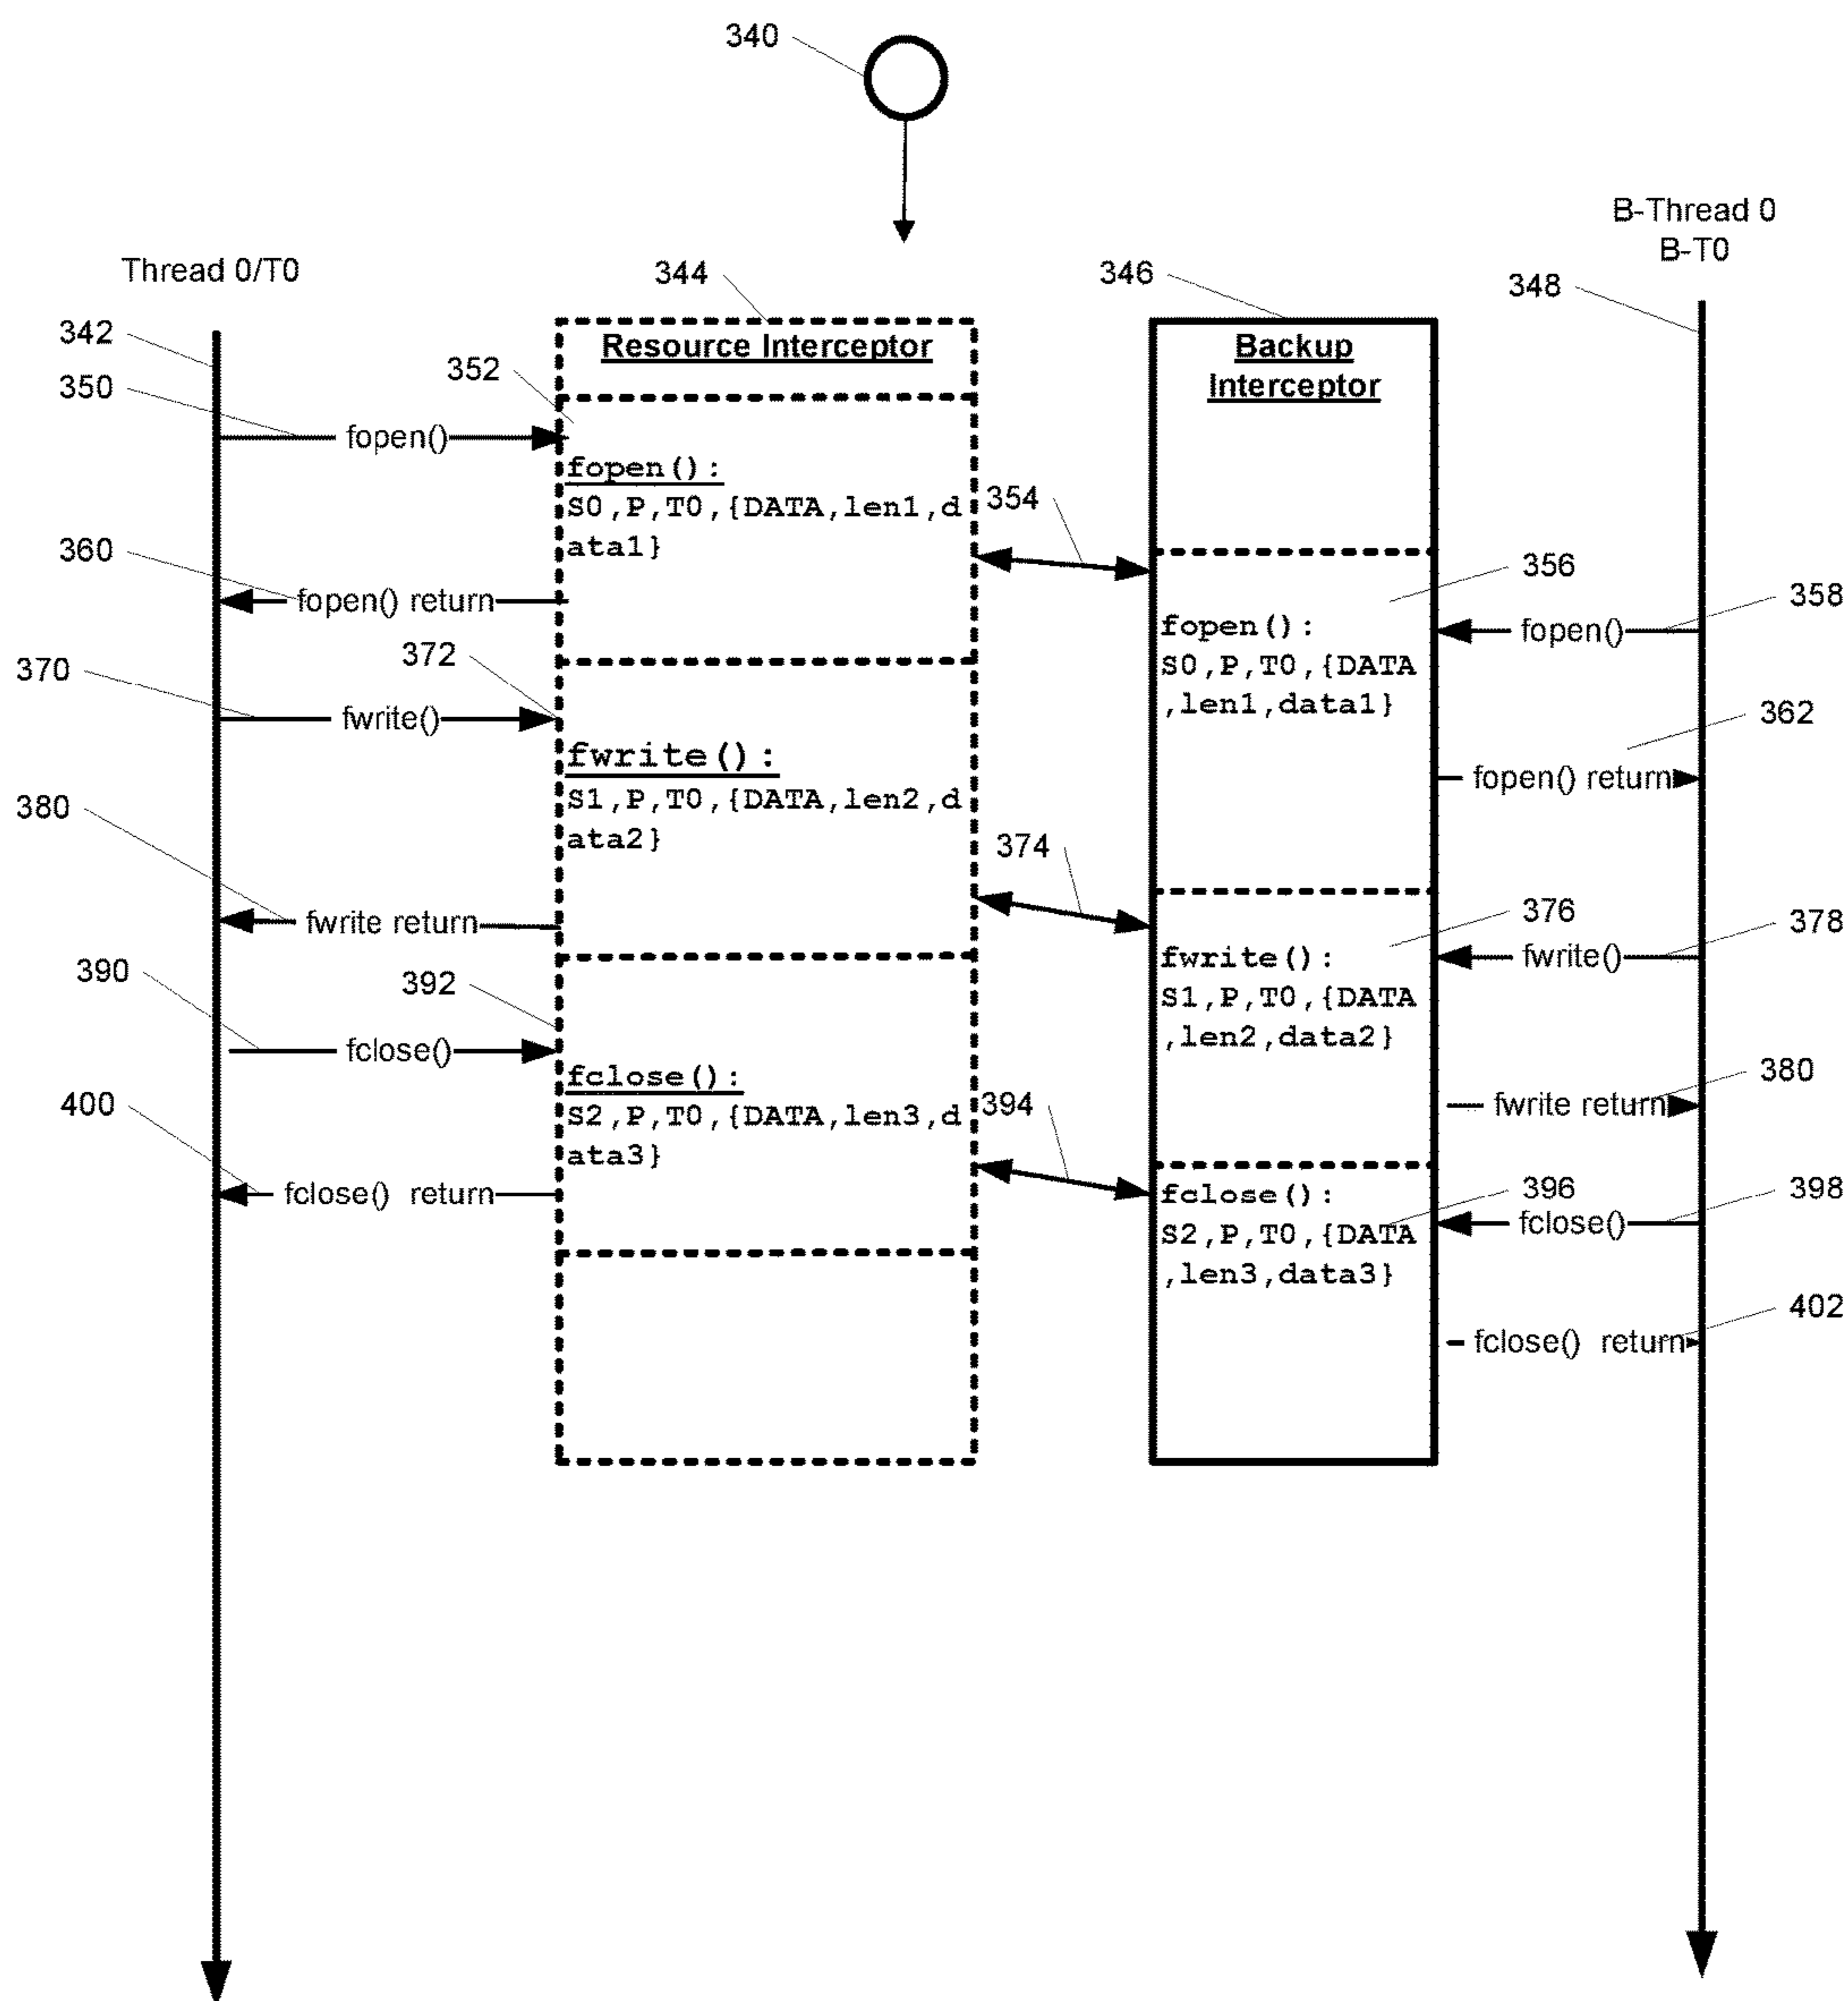 340
B-Thread 0
B-T0
Thread 0/T0
344
346
348
342
Resource Interceptor
Backup
Interceptor
352
350
fopen()
fopen():
S0,P,T0,{DATA,len1,d
ata1}
354
360
fopen() return
356
358
fopen():
fopen()
S0,P,T0,{DATA
,len1,data1}
372
370
fwrite()
362
fopen() return
fwrite():
S1,P,T0,{DATA,len2,d
ata2}
380
374
fwrite return
376
378
fwrite():
fwrite()
S1,P,T0,{DATA
,len2,data2}
390
392
fclose()
fclose():
S2,P,T0,{DATA,len3,d
ata3}
380
fwrite return
400
394
fclose() return
396
398
fclose():
fclose()
S2,P,T0,{DATA
,len3,data3}
402
fclose() return